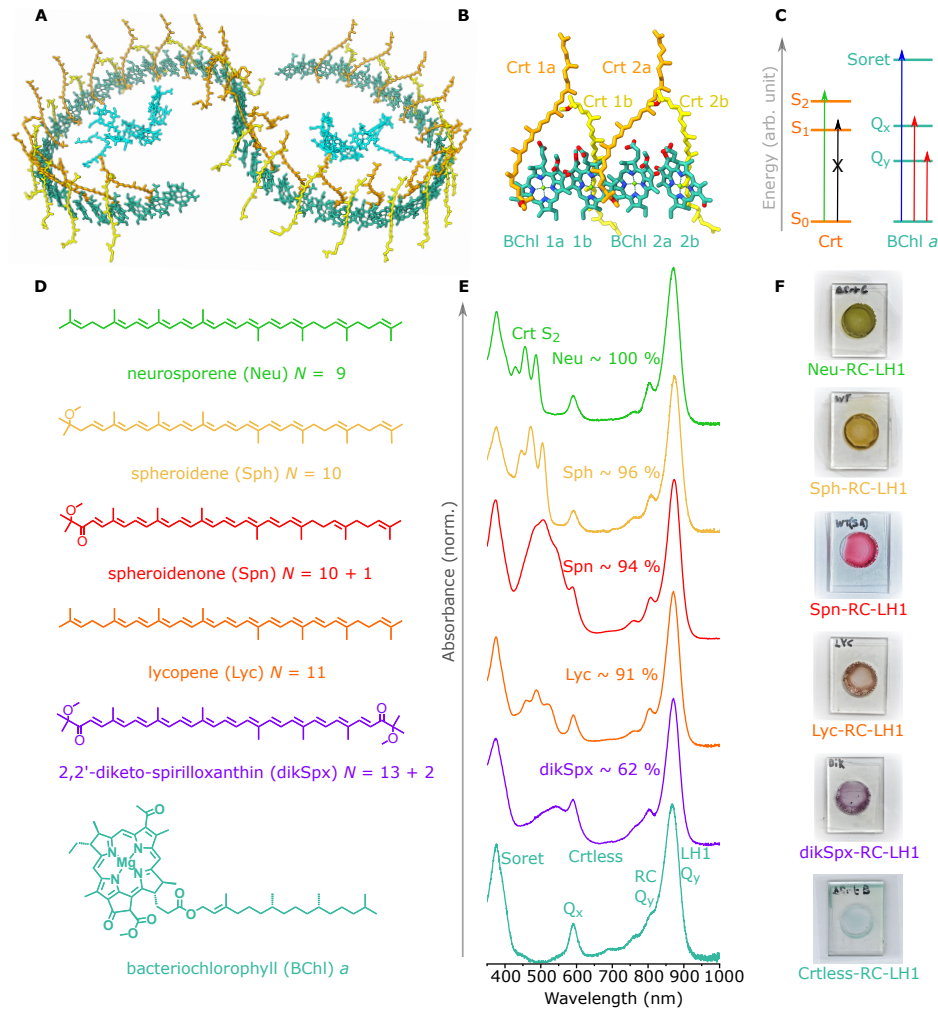 A
B
C
Crt 1a
Crt 2a
Crt 1b
Crt 2b
BChl 1a 1b
BChl 2a 2b
Energy (arb. unit)
Soret
S2
S1
Qx
Qy
X
S0
Crt
BChl a
D
neurosporene (Neu) N = 9
O
spheroidene (Sph) N = 10
O
O
spheroidenone (Spn) N = 10 + 1
lycopene (Lyc) N = 11
O
O
O
O
2,2'-diketo-spirilloxanthin (dikSpx) N = 13 + 2
O
N
N
Mg
N
N
O
O
O
O
O
bacteriochlorophyll (BChl) a
E
Absorbance (norm.)
Crt S2
Neu ~ 100 %
Sph ~ 96 %
Spn ~ 94 %
Lyc ~ 91 %
dikSpx ~ 62 %
Soret
Crtless
LH1
Qy
RC
Qy
Qx
400 500 600 700 800 900 1000
Wavelength (nm)
F
Neu-RC-LH1
WT
Sph-RC-LH1
Spn-RC-LH1
LYC
Lyc-RC-LH1
Dik
dikSpx-RC-LH1
Crtless-RC-LH1